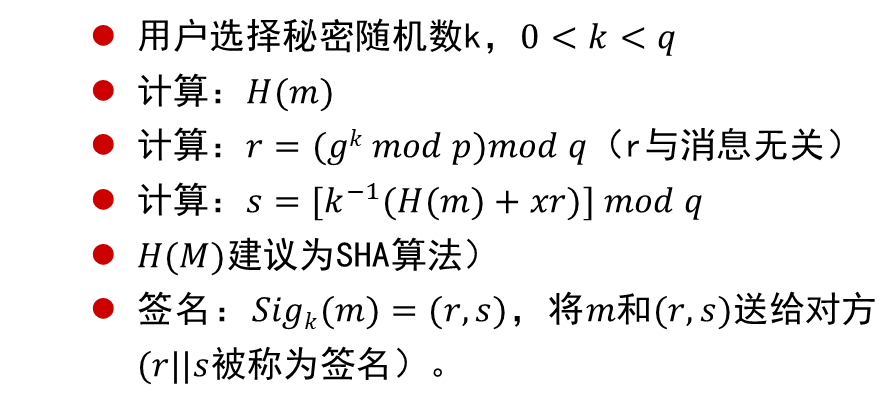 ● 用户选择秘密随机数k，0 < k < q
● 计算：H(m)
● 计算：r = (gᵏ mod p)mod q（r与消息无关）
● 计算：s = [k⁻¹(H(m) + xr)] mod q
● H(M)建议为SHA算法）
● 签名：Sigₖ(m) = (r, s)，将m和(r, s)送给对方
(r||s被称为签名）。